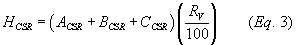 H_CSR = (A_CSR + B_CSR + C_CSR) (R_V / 100) (Eq. 3)